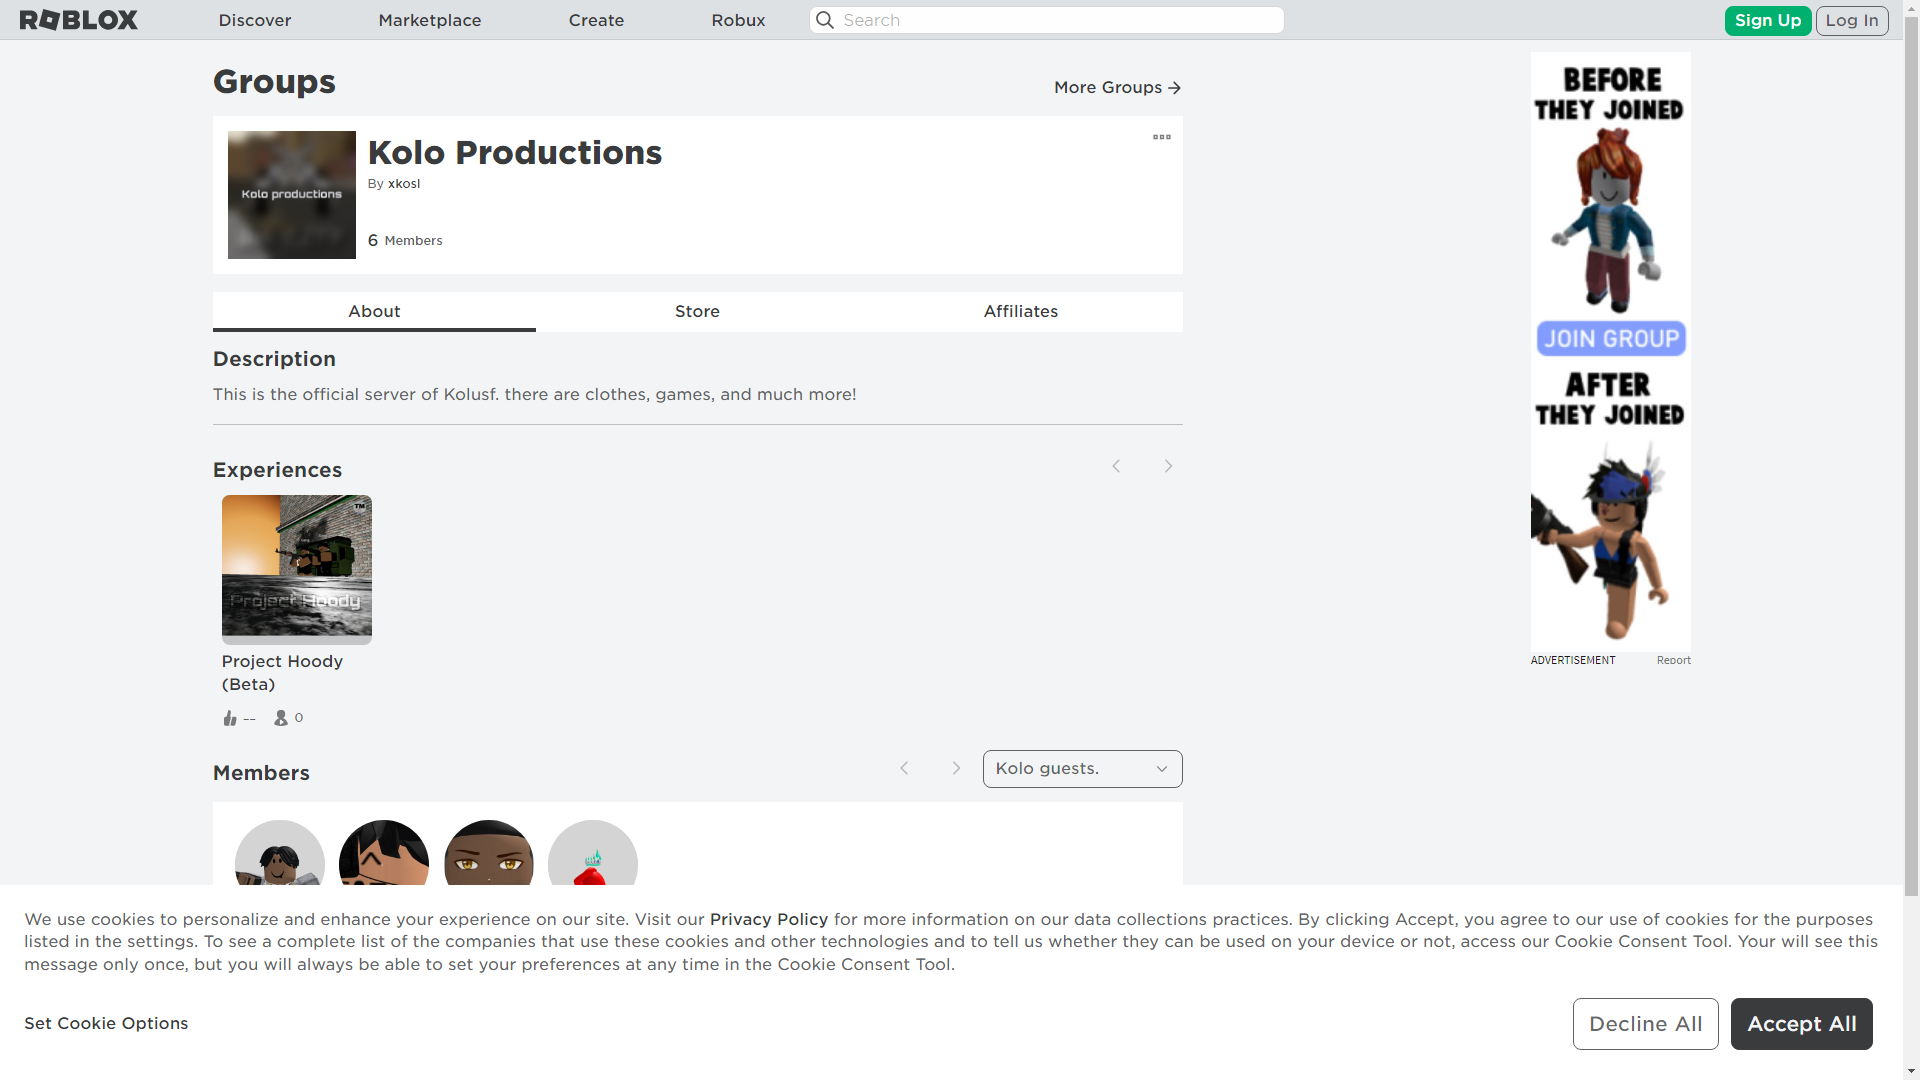 ROBLOX
Discover
Marketplace
Create
Robux
Search
Sign Up
Log In
Groups
More Groups
Kolo productions
Kolo Productions
By xkosl
6 Members
About
Store
Affiliates
Description
This is the official server of Kolusf. there are clothes, games, and much more!
Experiences
TM
Project Hoody
Project Hoody
(Beta)
--
0
Members
Kolo guests.
BEFORE
THEY JOINED
JOIN GROUP
AFTER
THEY JOINED
ADVERTISEMENT
Report
We use cookies to personalize and enhance your experience on our site. Visit our Privacy Policy for more information on our data collections practices. By clicking Accept, you agree to our use of cookies for the purposes
listed in the settings. To see a complete list of the companies that use these cookies and other technologies and to tell us whether they can be used on your device or not, access our Cookie Consent Tool. Your will see this
message only once, but you will always be able to set your preferences at any time in the Cookie Consent Tool.
Set Cookie Options
Decline All
Accept All